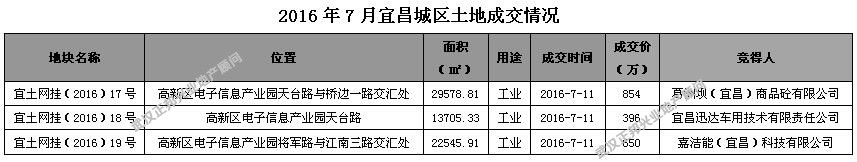 2016 年 7 月宜昌城区土地成交情况
地块名称 位置 面积（㎡） 用途 成交时间 成交价（万） 竞得人
宜土网挂（2016）17 号 高新区电子信息产业园天台路与桥边一路交汇处 29578.81 工业 2016-7-11 854 葛洲坝（宜昌）商品砼有限公司
宜土网挂（2016）18 号 高新区电子信息产业园天台路 13705.33 工业 2016-7-11 396 宜昌迅达车用技术有限责任公司
宜土网挂（2016）19 号 高新区电子信息产业园将军路与江南三路交汇处 22545.91 工业 2016-7-11 650 嘉洁能（宜昌）科技有限公司